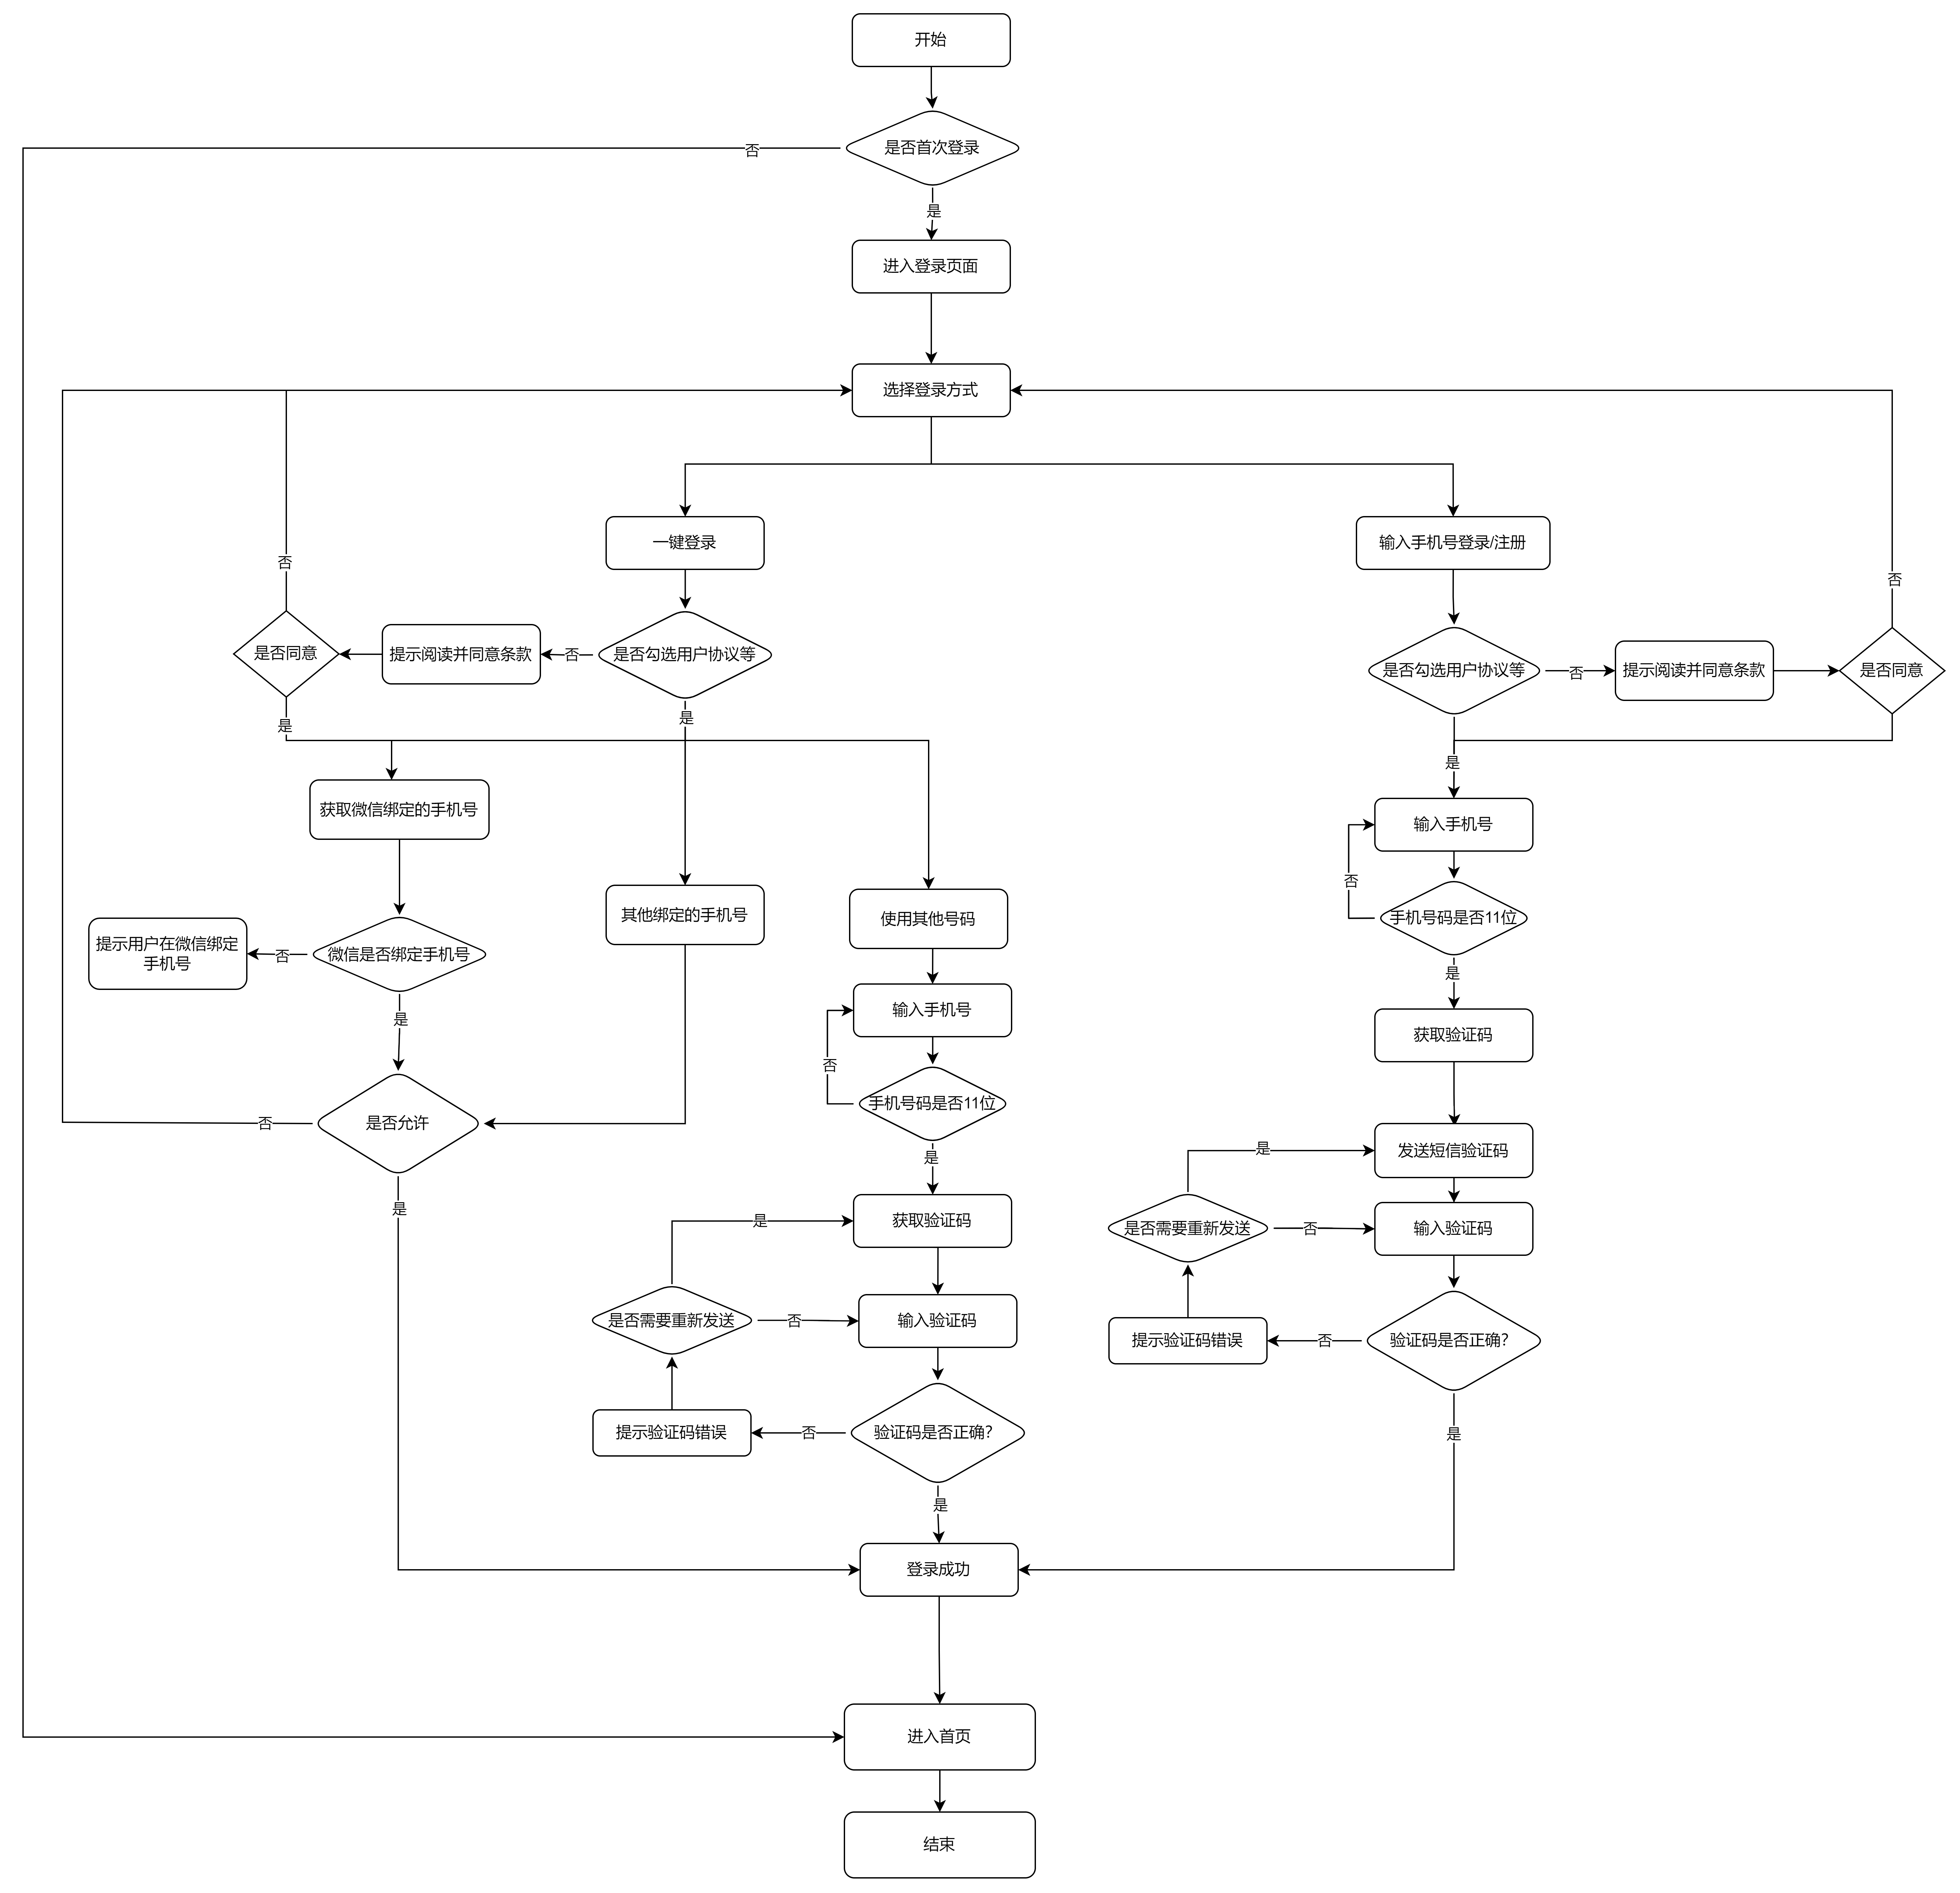 开始
是否首次登录
否
是
进入登录页面
选择登录方式
一键登录
输入手机号登录/注册
否
否
是否同意
提示阅读并同意条款
否
是否勾选用户协议等
是否勾选用户协议等
否
提示阅读并同意条款
是否同意
是
是
是
获取微信绑定的手机号
输入手机号
否
其他绑定的手机号
使用其他号码
手机号码是否11位
提示用户在微信绑定
手机号
否
微信是否绑定手机号
是
是
输入手机号
获取验证码
否
手机号码是否11位
否
是否允许
是
是
发送短信验证码
是
是
获取验证码
是否需要重新发送
否
输入验证码
是否需要重新发送
否
输入验证码
提示验证码错误
否
验证码是否正确?
提示验证码错误
否
验证码是否正确?
是
是
登录成功
进入首页
结束